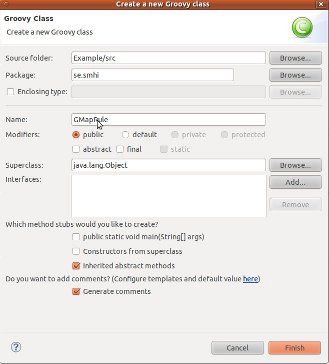 Create a new Groovy class
Groovy Class
Create a new Groovy class
Source folder: Example/src Browse...
Package: se.smhi Browse...
Enclosing type: Browse...
Name: GMapRule
Modifiers: public default private protected
abstract final static
Superclass: java.lang.Object Browse...
Interfaces: Add...
Remove
Which method stubs would you like to create?
public static void main(String[] args)
Constructors from superclass
Inherited abstract methods
Do you want to add comments? (Configure templates and default value here)
Generate comments
Cancel Finish